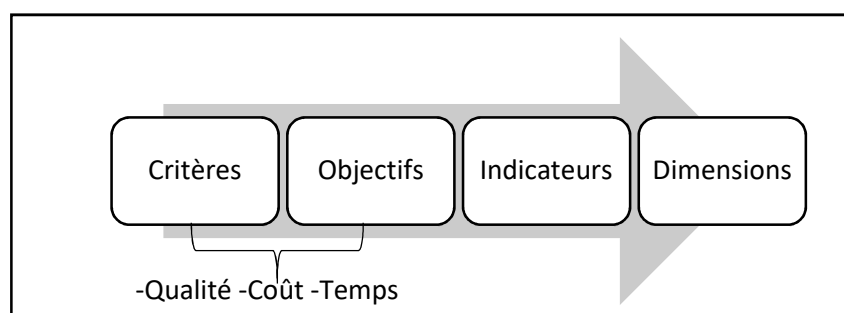 Critères Objectifs Indicateurs Dimensions
-Qualité -Coût -Temps